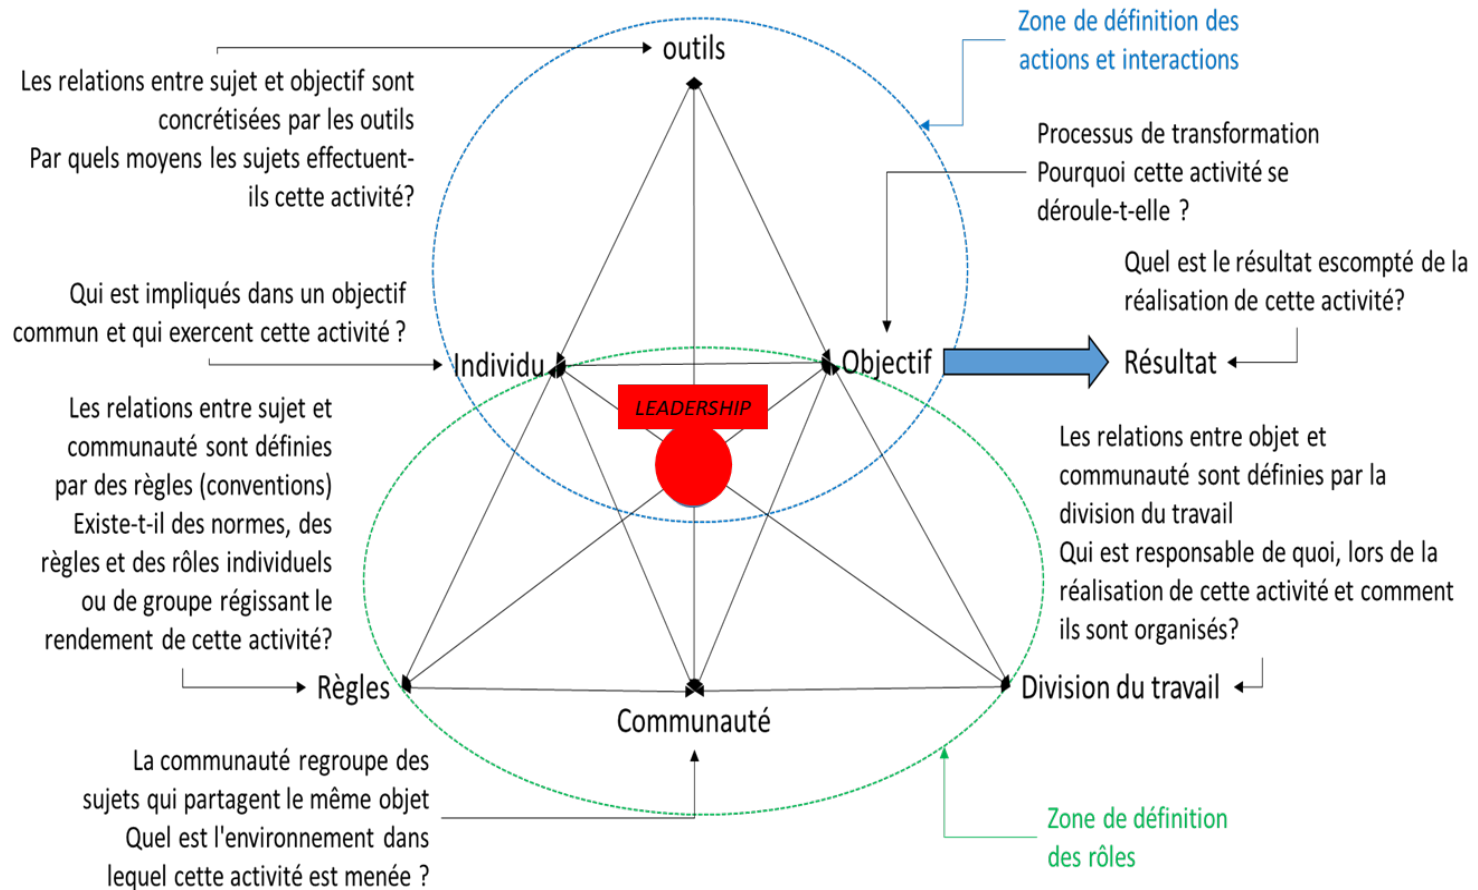 Zone de définition des
actions et interactions
outils
Les relations entre sujet et objectif sont
concrétisées par les outils
Par quels moyens les sujets effectuent-
ils cette activité?
Processus de transformation
Pourquoi cette activité se
déroule-t-elle ?
Quel est le résultat escompté de la
réalisation de cette activité?
Qui est impliqués dans un objectif
commun et qui exercent cette activité ?
Individu
Objectif
Résultat
LEADERSHIP
Les relations entre sujet et
communauté sont définies
par des règles (conventions)
Existe-t-il des normes, des
règles et des rôles individuels
ou de groupe régissant le
rendement de cette activité?
Les relations entre objet et
communauté sont définies par la
division du travail
Qui est responsable de quoi, lors de la
réalisation de cette activité et comment
ils sont organisés?
Règles
Communauté
Division du travail
La communauté regroupe des
sujets qui partagent le même objet
Quel est l'environnement dans
lequel cette activité est menée ?
Zone de définition
des rôles